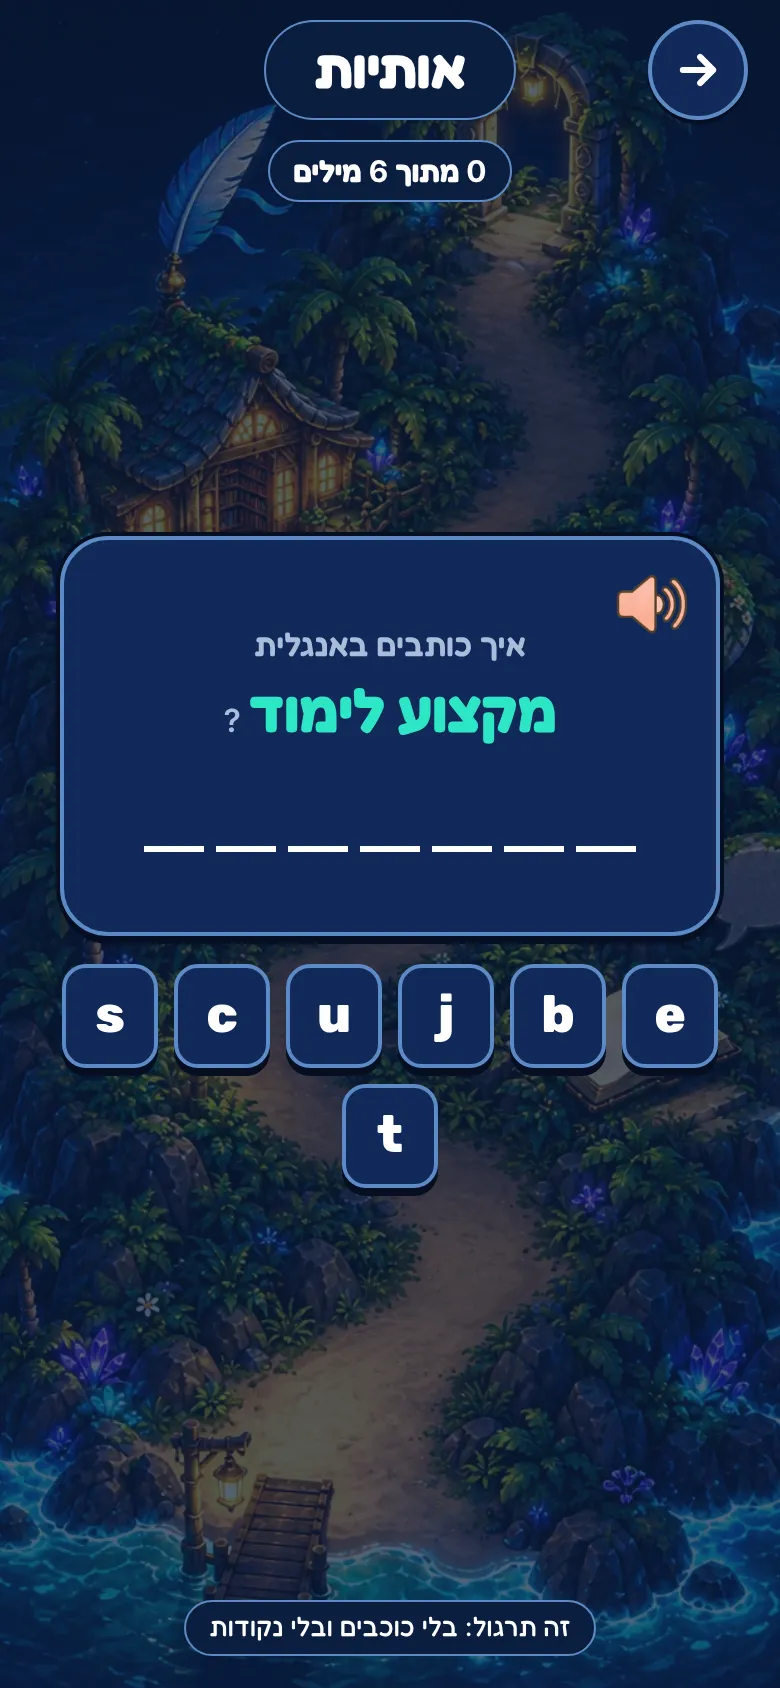 אותיות
0 מתוך 6 מילים
איך כותבים באנגלית
מקצוע לימוד ?
s c u j b e
t
זה תרגול: בלי כוכבים ובלי נקודות